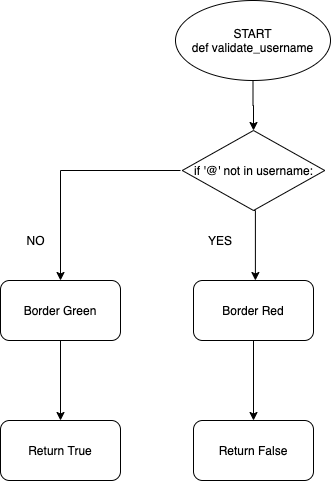 START
def validate_username
if '@' not in username:
NO
YES
Border Green
Border Red
Return True
Return False